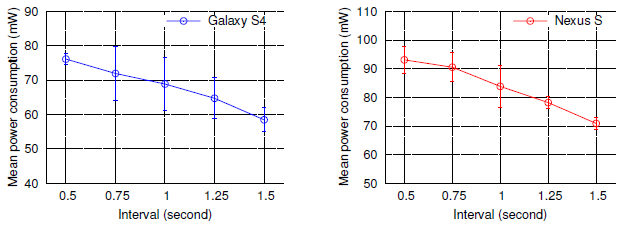 Galaxy S4
Mean power consumption (mW)
90
80
70
60
50
40
0.5 0.75 1 1.25 1.5
Interval (second)
Nexus S
Mean power consumption (mW)
110
100
90
80
70
60
50
0.5 0.75 1 1.25 1.5
Interval (second)